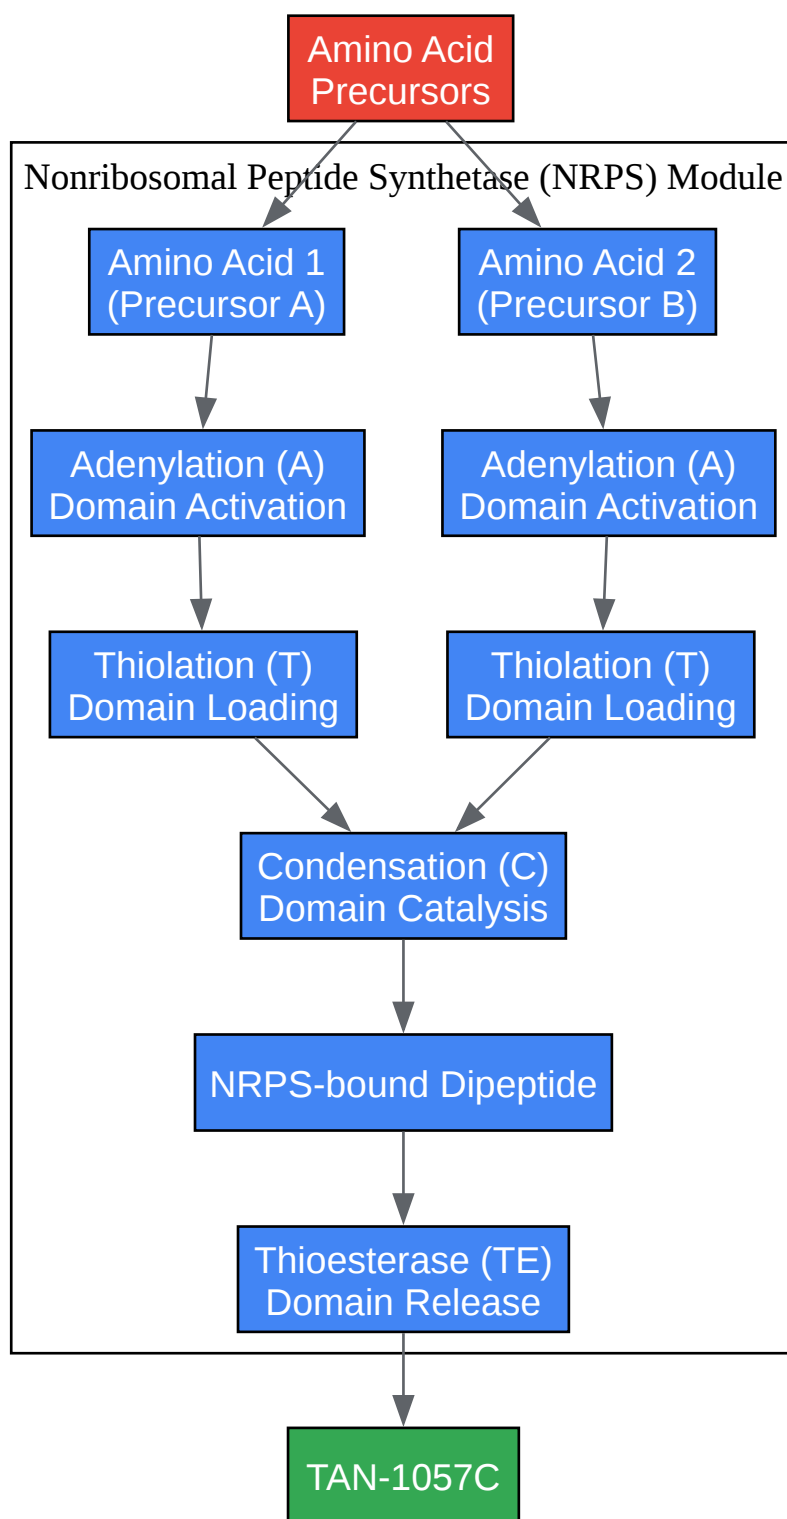 Amino Acid
Precursors
Nonribosomal Peptide Synthetase (NRPS) Module
Amino Acid 1
(Precursor A)
Amino Acid 2
(Precursor B)
Adenylation (A)
Domain Activation
Adenylation (A)
Domain Activation
Thiolation (T)
Domain Loading
Thiolation (T)
Domain Loading
Condensation (C)
Domain Catalysis
NRPS-bound Dipeptide
Thioesterase (TE)
Domain Release
TAN-1057C